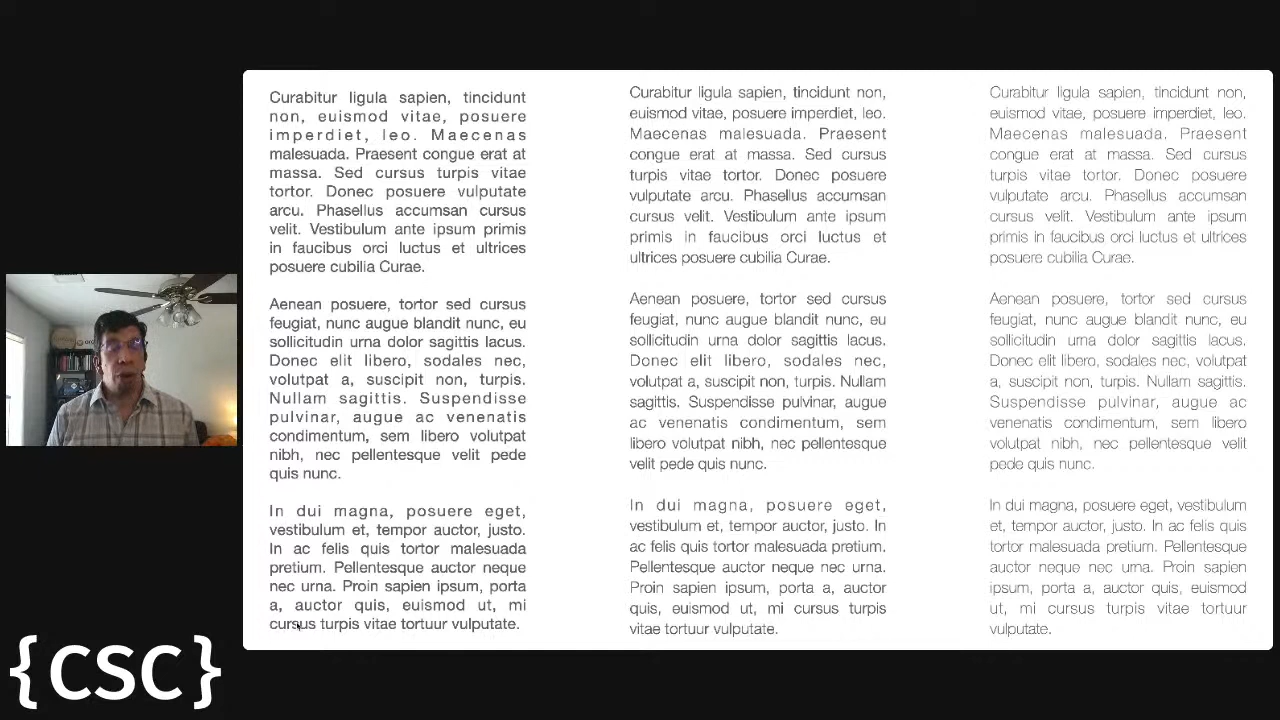 Curabitur ligula sapien, tincidunt
non, euismod vitae, posuere
imperdiet, leo. Maecenas
malesuada. Praesent congue erat at
massa. Sed cursus turpis vitae
tortor. Donec posuere vulputate
arcu. Phasellus accumsan cursus
velit. Vestibulum ante ipsum primis
in faucibus orci luctus et ultrices
posuere cubilia Curae.
Aenean posuere, tortor sed cursus
feugiat, nunc augue blandit nunc, eu
sollicitudin urna dolor sagittis lacus.
Donec elit libero, sodales nec,
volutpat a, suscipit non, turpis.
Nullam sagittis. Suspendisse
pulvinar, augue ac venenatis
condimentum, sem libero volutpat
nibh, nec pellentesque velit pede
quis nunc.
In dui magna, posuere eget,
vestibulum et, tempor auctor, justo.
In ac felis quis tortor malesuada
pretium. Pellentesque auctor neque
nec urna. Proin sapien ipsum, porta
a, auctor quis, euismod ut, mi
cursus turpis vitae tortuur vulputate.
Curabitur ligula sapien, tincidunt non,
euismod vitae, posuere imperdiet, leo.
Maecenas malesuada. Praesent
congue erat at massa. Sed cursus
turpis vitae tortor. Donec posuere
vulputate arcu. Phasellus accumsan
cursus velit. Vestibulum ante ipsum
primis in faucibus orci luctus et
ultrices posuere cubilia Curae.
Aenean posuere, tortor sed cursus
feugiat, nunc augue blandit nunc, eu
sollicitudin urna dolor sagittis lacus.
Donec elit libero, sodales nec,
volutpat a, suscipit non, turpis. Nullam
sagittis. Suspendisse pulvinar, augue
ac venenatis condimentum, sem
libero volutpat nibh, nec pellentesque
velit pede quis nunc.
In dui magna, posuere eget,
vestibulum et, tempor auctor, justo. In
ac felis quis tortor malesuada pretium.
Pellentesque auctor neque nec urna.
Proin sapien ipsum, porta a, auctor
quis, euismod ut, mi cursus turpis
vitae tortuur vulputate.
Curabitur ligula sapien, tincidunt non,
euismod vitae, posuere imperdiet, leo.
Maecenas malesuada. Praesent
congue erat at massa. Sed cursus
turpis vitae tortor. Donec posuere
vulputate arcu. Phasellus accumsan
cursus velit. Vestibulum ante ipsum
primis in faucibus orci luctus et ultrices
posuere cubilia Curae.
Aenean posuere, tortor sed cursus
feugiat, nunc augue blandit nunc, eu
sollicitudin urna dolor sagittis lacus.
Donec elit libero, sodales nec, volutpat
a, suscipit non, turpis. Nullam sagittis.
Suspendisse pulvinar, augue ac
venenatis condimentum, sem libero
volutpat nibh, nec pellentesque velit
pede quis nunc.
In dui magna, posuere eget, vestibulum
et, tempor auctor, justo. In ac felis quis
tortor malesuada pretium. Pellentesque
auctor neque nec urna. Proin sapien
ipsum, porta a, auctor quis, euismod
ut, mi cursus turpis vitae tortuur
vulputate.
{CSC}